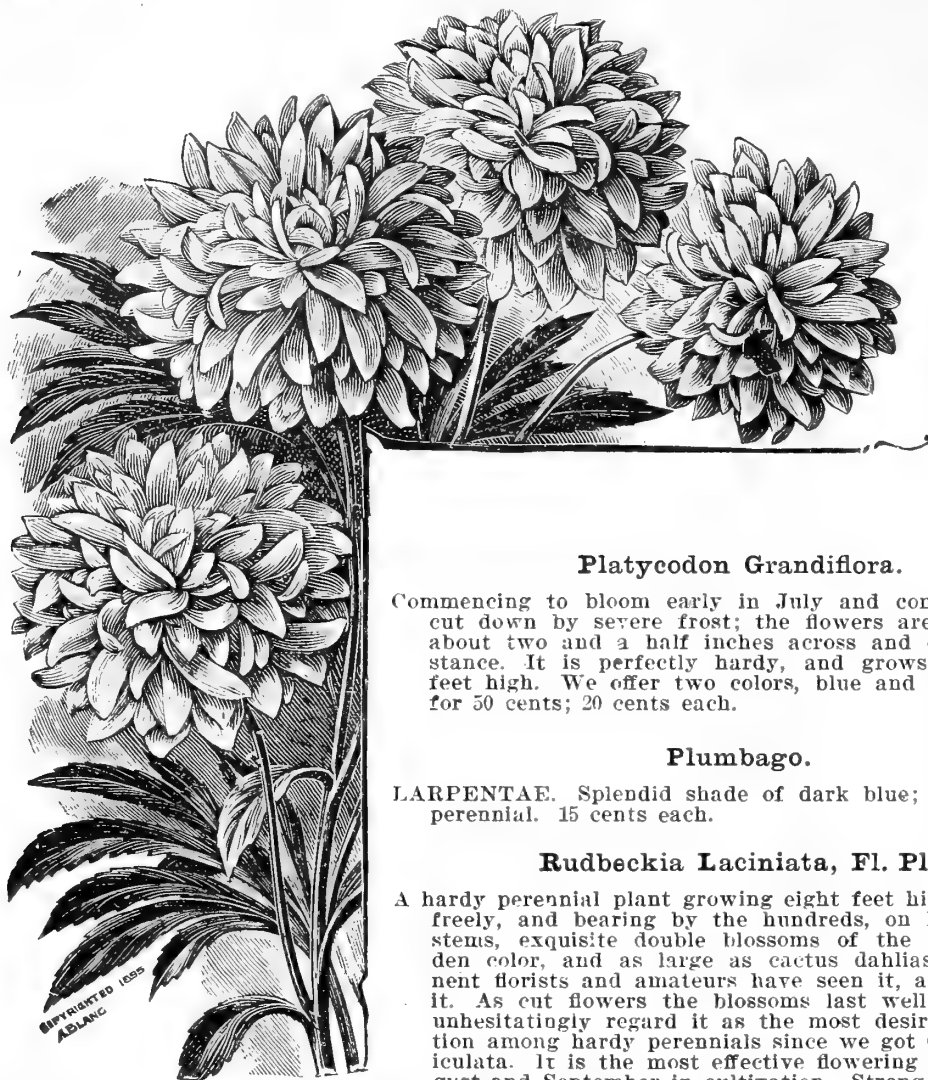 Platycodon Grandiflora.
Commencing to bloom early in July and
cut down by severe frost; the flowers are
about two and a half inches across and
stance. It is perfectly hardy, and grows
feet high. We offer two colors, blue and
for 50 cents; 20 cents each.
Plumbago.
LARPENTAE. Splendid shade of dark blue;
perennial. 15 cents each.
Rudbeckia Laciniata, Fl. Pl
A hardy perennial plant growing eight feet
freely, and bearing by the hundreds, on
stems, exquisite double blossoms of the
den color, and as large as cactus dahlias
nent florists and amateurs have seen it,
it. As cut flowers the blossoms last well
unhesitatingly regard it as the most
tion among hardy perennials since we got
iculata. It is the most effective flowering
gust and September in cultivation.
COPYRIGHTED 1895
A.BLANC